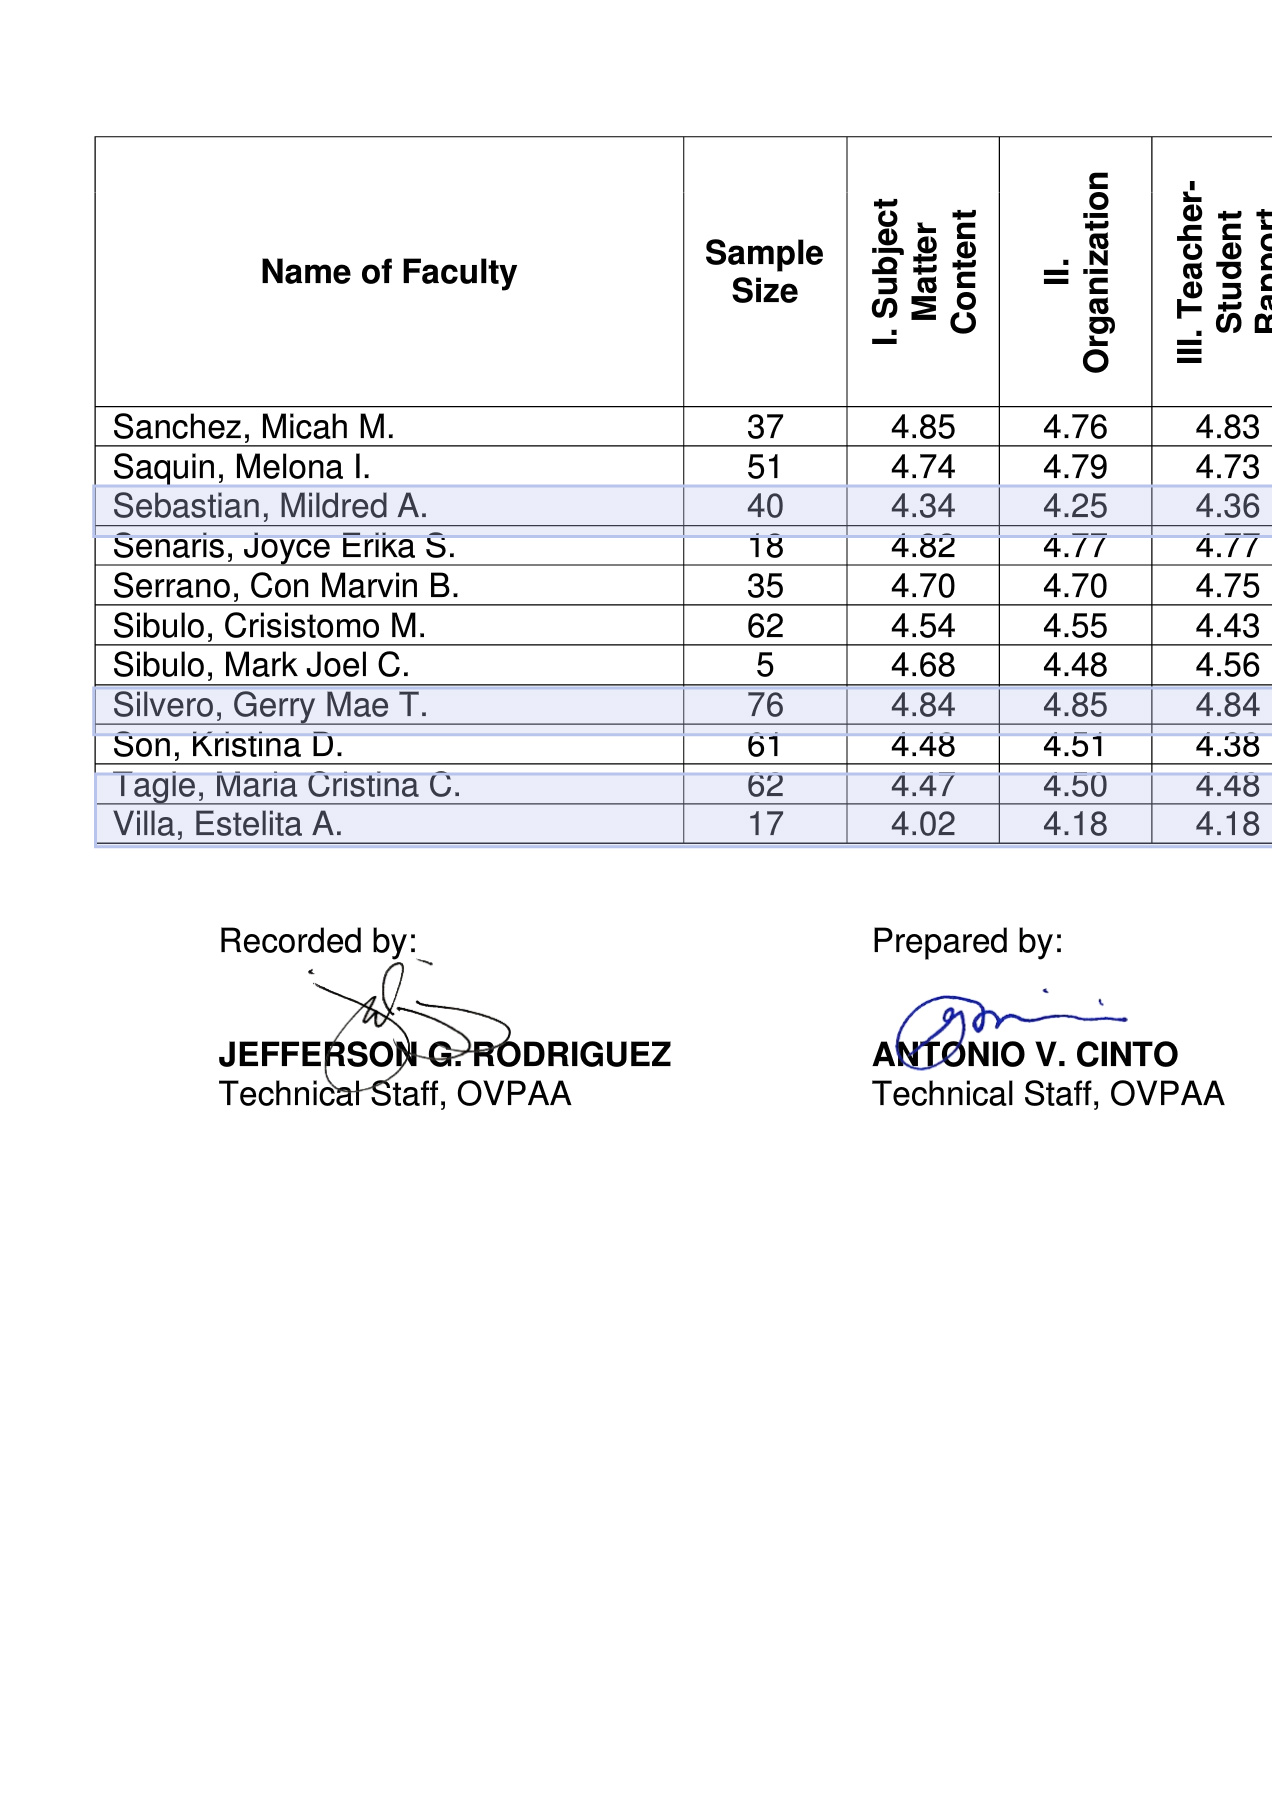 Name of Faculty
Sample
Size
I. Subject
Matter
Content
II.
Organization
III. Teacher-
Student
Rapport
Sanchez, Micah M. 37 4.85 4.76 4.83
Saquin, Melona I. 51 4.74 4.79 4.73
Sebastian, Mildred A. 40 4.34 4.25 4.36
Senaris, Joyce Erika S. 18 4.82 4.77 4.77
Serrano, Con Marvin B. 35 4.70 4.70 4.75
Sibulo, Crisistomo M. 62 4.54 4.55 4.43
Sibulo, Mark Joel C. 5 4.68 4.48 4.56
Silvero, Gerry Mae T. 76 4.84 4.85 4.84
Son, Kristina D. 61 4.48 4.51 4.38
Tagle, Maria Cristina C. 62 4.47 4.50 4.48
Villa, Estelita A. 17 4.02 4.18 4.18
Recorded by: Prepared by:
JEFFERSON G. RODRIGUEZ ANTONIO V. CINTO
Technical Staff, OVPAA Technical Staff, OVPAA